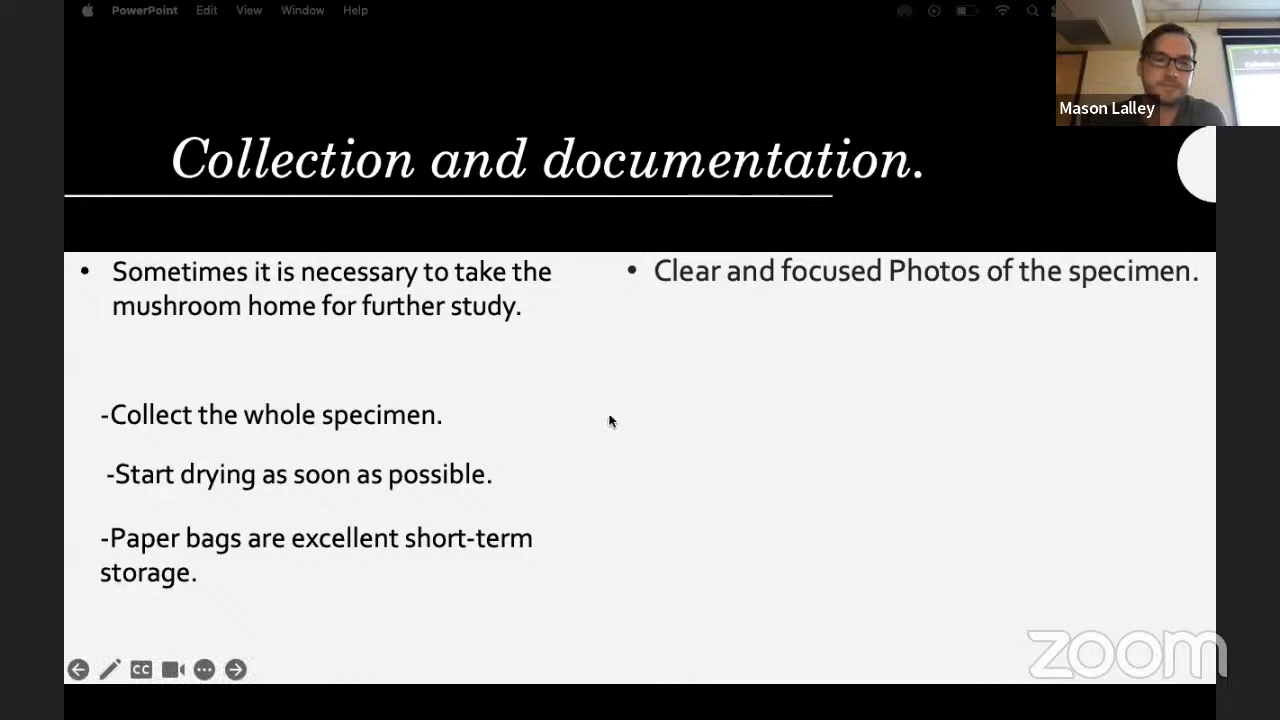 PowerPoint Edit View Window Help
Mason Lalley
Collection and documentation.
• Sometimes it is necessary to take the
mushroom home for further study.
-Collect the whole specimen.
-Start drying as soon as possible.
-Paper bags are excellent short-term
storage.
• Clear and focused Photos of the specimen.
CC
zoom